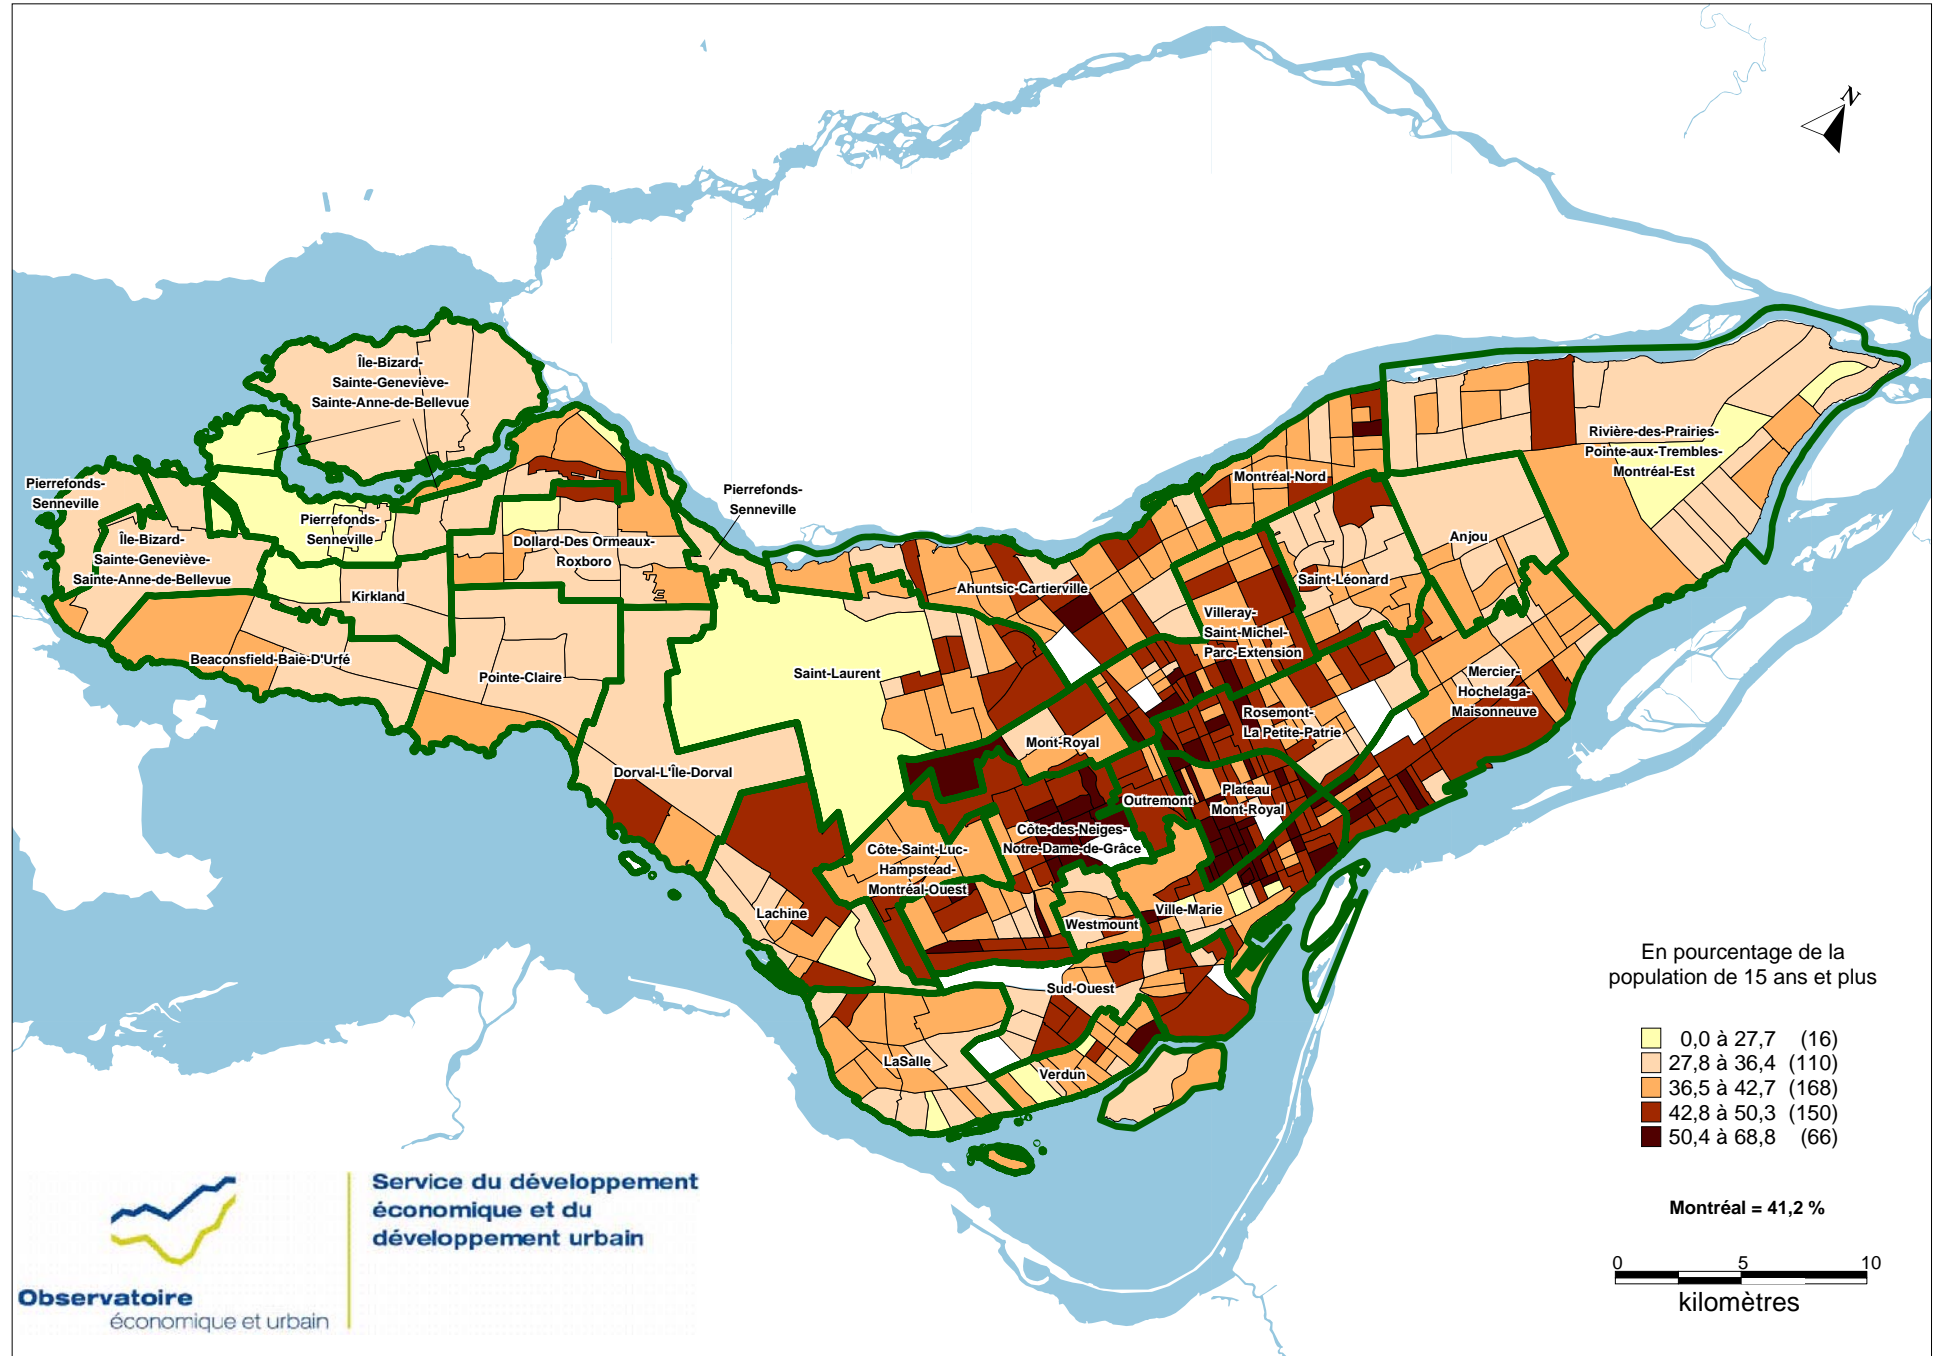 N
Île-Bizard-
Sainte-Geneviève-
Sainte-Anne-de-Bellevue
Pierrefonds-
Senneville
Pierrefonds-
Senneville
Pierrefonds-
Senneville
Île-Bizard-
Sainte-Geneviève-
Sainte-Anne-de-Bellevue
Dollard-Des Ormeaux-
Roxboro
Kirkland
Beaconsfield-Baie-D'Urfé
Pointe-Claire
Dorval-L'Île-Dorval
Saint-Laurent
Ahuntsic-Cartierville
Montréal-Nord
Rivière-des-Prairies-
Pointe-aux-Trembles-
Montréal-Est
Anjou
Saint-Léonard
Villeray-
Saint-Michel-
Parc-Extension
Mercier-
Hochelaga-
Maisonneuve
Rosemont-
La Petite-Patrie
Mont-Royal
Outremont
Plateau
Mont-Royal
Côte-des-Neiges-
Notre-Dame-de-Grâce
Côte-Saint-Luc-
Hampstead-
Montréal-Ouest
Lachine
Westmount
Ville-Marie
Sud-Ouest
LaSalle
Verdun
En pourcentage de la
population de 15 ans et plus
0,0 à 27,7 (16)
27,8 à 36,4 (110)
36,5 à 42,7 (168)
42,8 à 50,3 (150)
50,4 à 68,8 (66)
Montréal = 41,2 %
0 5 10
kilomètres
Service du développement
économique et du
développement urbain
Observatoire
économique et urbain